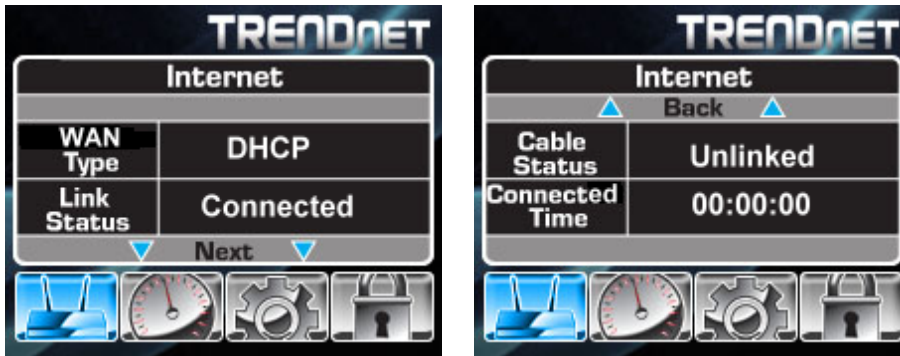 TRENDnET
Internet
WAN Type
DHCP
Link Status
Connected
Next
TRENDnET
Internet
Back
Cable Status
Unlinked
Connected Time
00:00:00